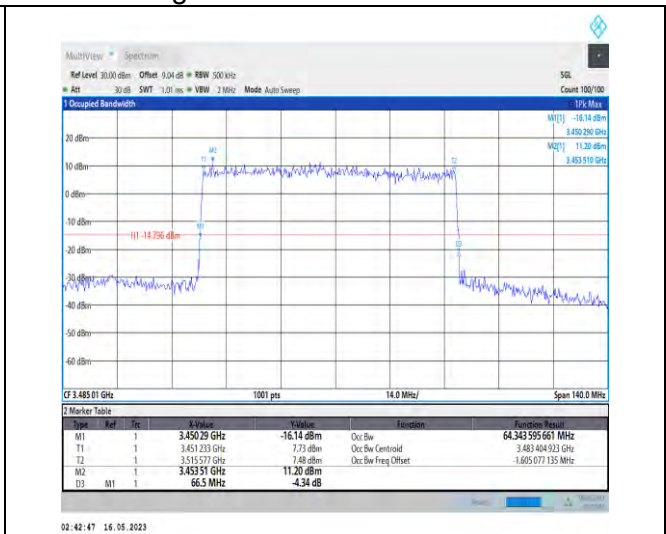 MultiView Spectrum
Ref Level 30.00 dBm Offset 9.04 dB RBW 500 kHz SGL
Att 30 dB SWT 1.01 ms VBW 2 MHz Mode Auto Sweep Count 100/100
1 Occupied Bandwidth 1Pk Max
M1[1] -16.14 dBm
3.450 290 GHz
M2[1] 11.20 dBm
3.453 510 GHz
20 dBm
M2
T1 T2
10 dBm
0 dBm
-10 dBm
M1
H1 -14.796 dBm
D3
-20 dBm
-30 dBm
-40 dBm
-50 dBm
-60 dBm
CF 3.485 01 GHz 1001 pts 14.0 MHz/ Span 140.0 MHz
2 Marker Table
Type Ref Trc X-Value Y-Value Function Function Result
M1 1 3.450 29 GHz -16.14 dBm Occ Bw 64.343 595 661 MHz
T1 1 3.451 233 GHz 7.73 dBm Occ Bw Centroid 3.483 404 923 GHz
T2 1 3.515 577 GHz 7.48 dBm Occ Bw Freq Offset -1.605 077 135 MHz
M2 1 3.453 51 GHz 11.20 dBm
D3 M1 1 66.5 MHz -4.34 dB
02:42:47 16.05.2023